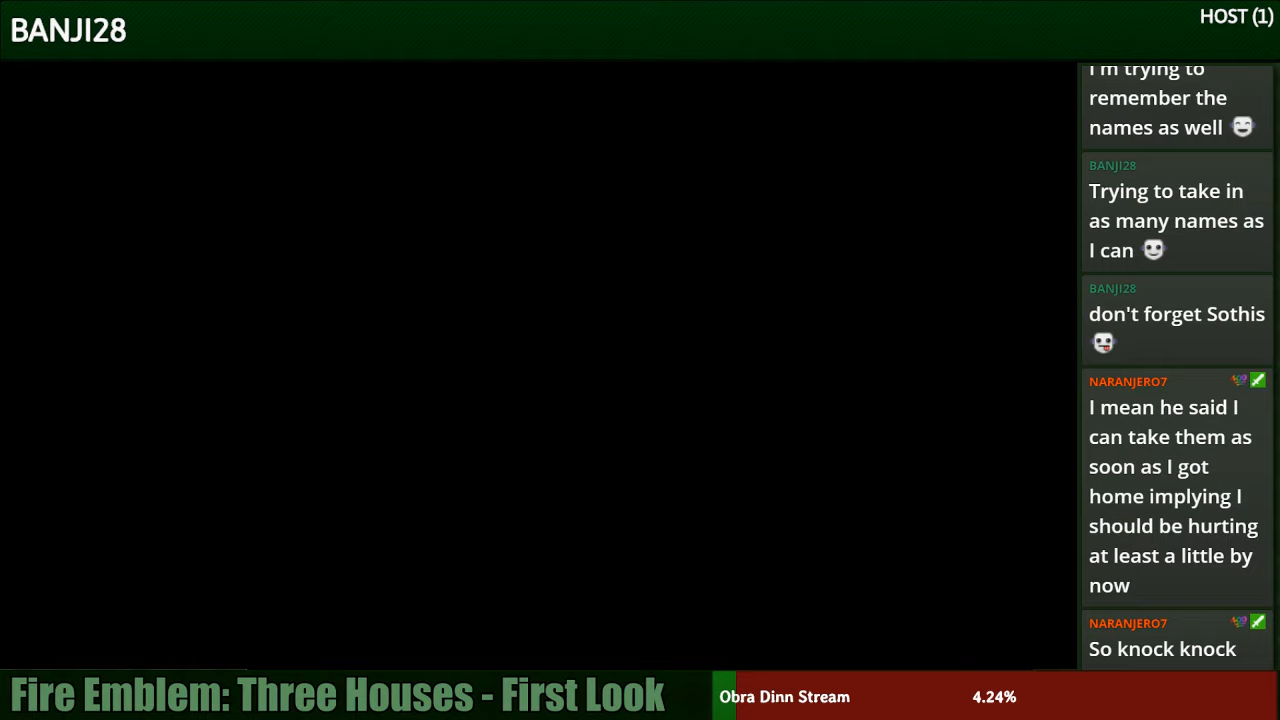 BANJI28
HOST (1)
I'm trying to
remember the
names as well
BANJI28
Trying to take in
as many names as
I can
BANJI28
don't forget Sothis
NARANJERO7
I mean he said I
can take them as
soon as I got
home implying I
should be hurting
at least a little by
now
NARANJERO7
So knock knock
Fire Emblem: Three Houses - First Look
Obra Dinn Stream 4.24%